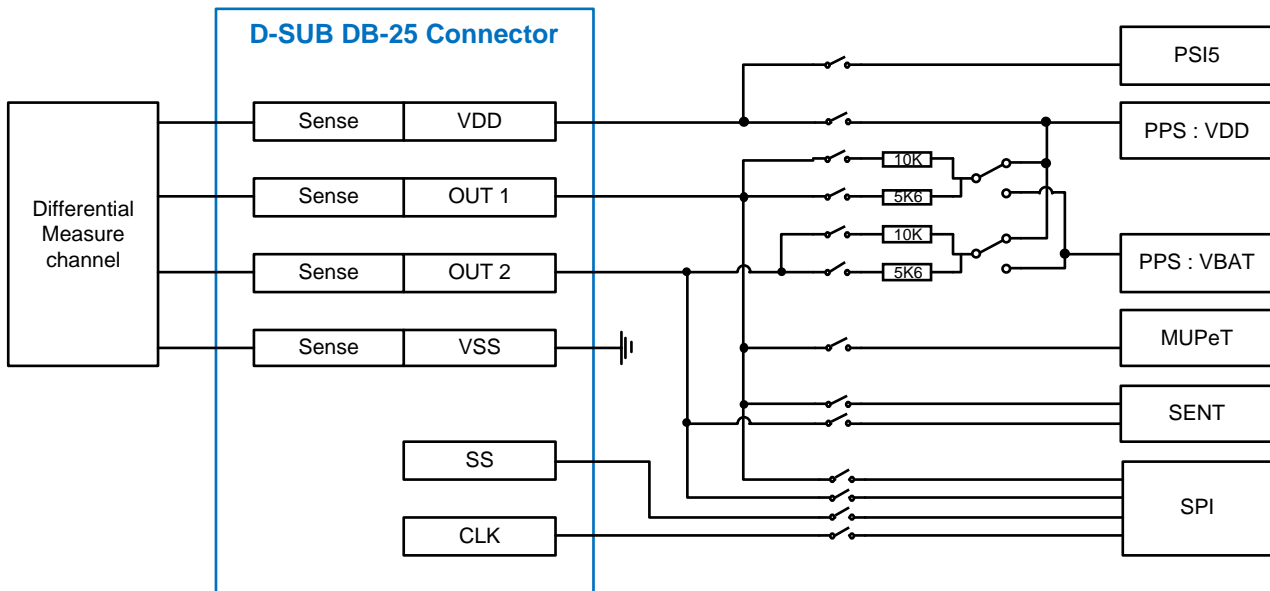 D-SUB DB-25 Connector
PSI5
Sense VDD
PPS : VDD
10K
Differential
Measure
channel
Sense OUT 1
5K6
10K
Sense OUT 2
5K6
PPS : VBAT
Sense VSS
MUPeT
SENT
SS
SPI
CLK